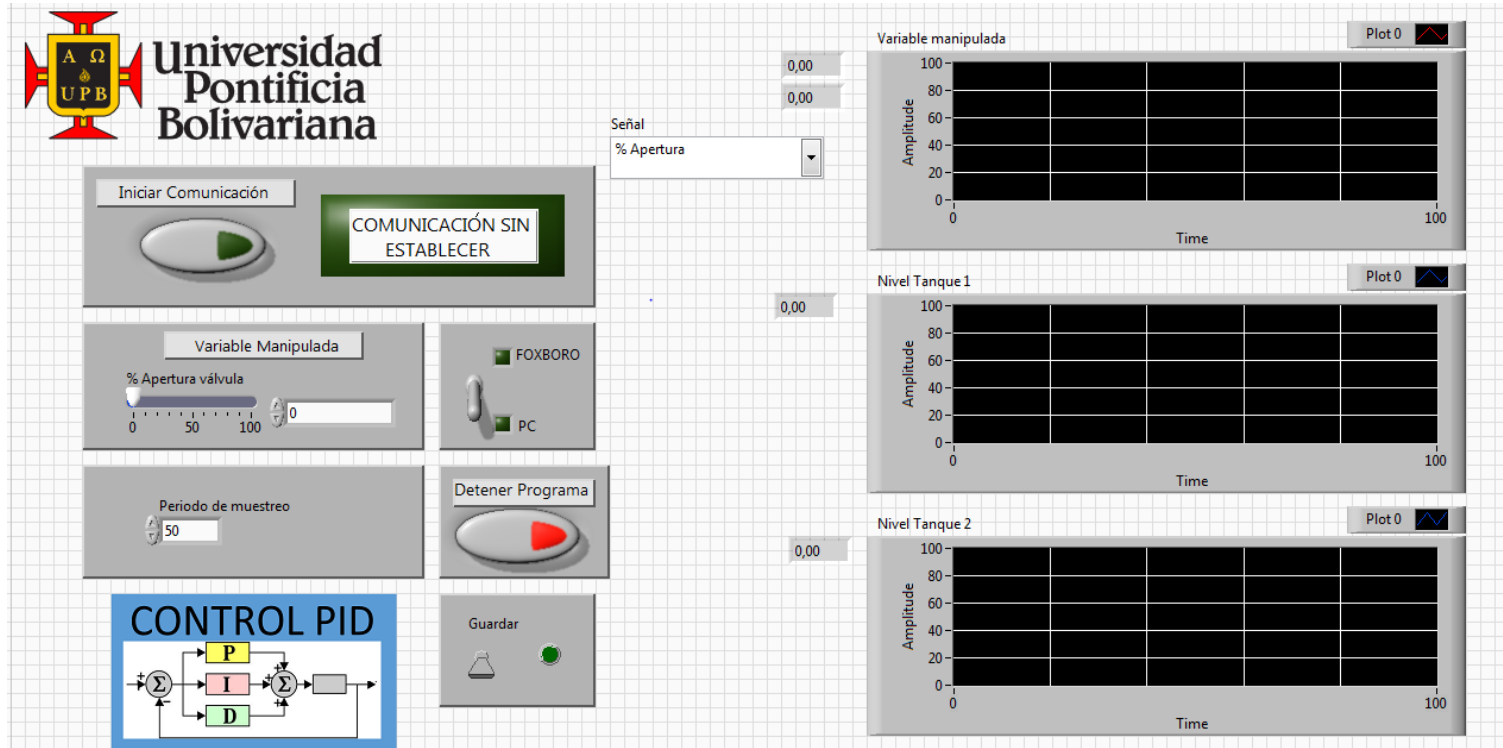 Α Ω
UPB
Universidad
Pontificia
Bolivariana
Iniciar Comunicación
COMUNICACIÓN SIN
ESTABLECER
Variable Manipulada
% Apertura válvula
0 50 100
0
FOXBORO
PC
Periodo de muestreo
50
Detener Programa
CONTROL PID
P
+
Σ
I
+
+
Σ
+
−
D
Guardar
Señal
% Apertura
0,00
0,00
Variable manipulada
Plot 0
100
80
60
40
20
0
Amplitude
0 100
Time
0,00
Nivel Tanque 1
Plot 0
100
80
60
40
20
0
Amplitude
0 100
Time
0,00
Nivel Tanque 2
Plot 0
100
80
60
40
20
0
Amplitude
0 100
Time